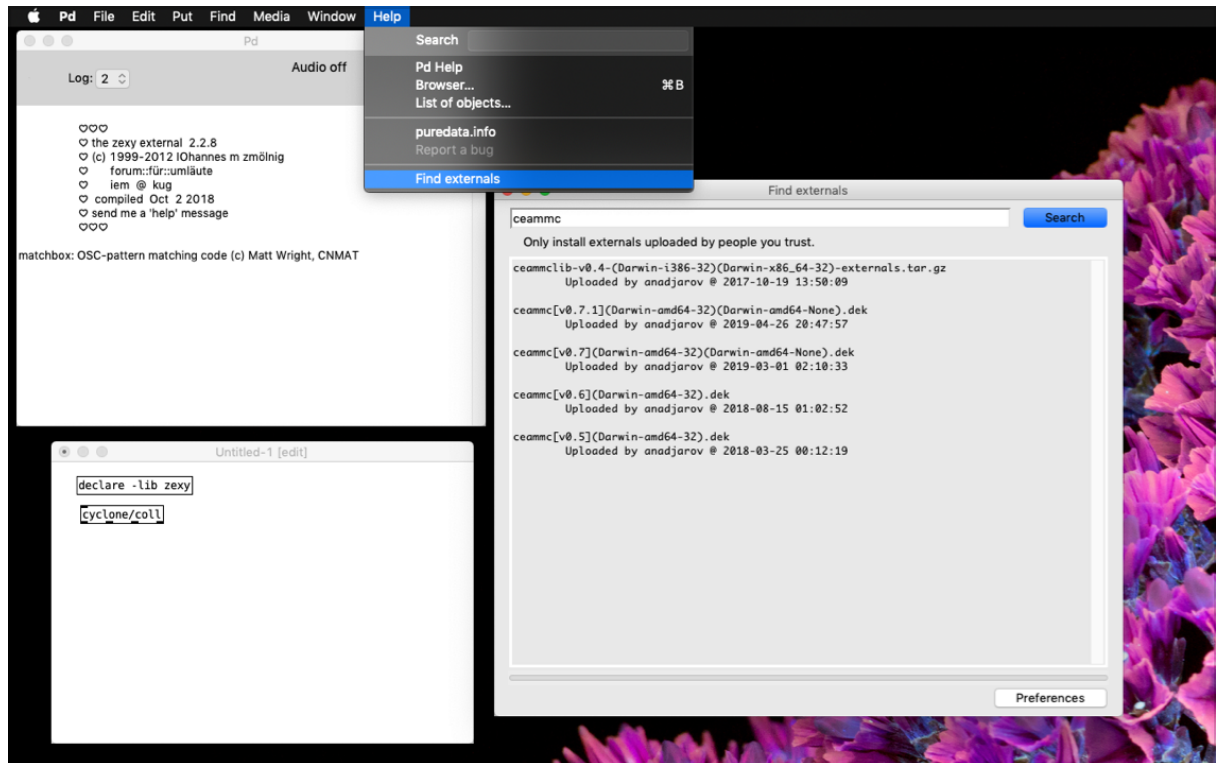 Pd File Edit Put Find Media Window Help
Pd
Log: 2
Audio off
♡♡♡
♡ the zexy external 2.2.8
♡ (c) 1999-2012 IOhannes m zmölnig
♡ forum::für::umläute
♡ iem @ kug
♡ compiled Oct 2 2018
♡ send me a 'help' message
♡♡♡
matchbox: OSC-pattern matching code (c) Matt Wright, CNMAT
Search
Pd Help
Browser... ⌘B
List of objects...
puredata.info
Report a bug
Find externals
Find externals
ceammc Search
Only install externals uploaded by people you trust.
ceammclib-v0.4-(Darwin-i386-32)(Darwin-x86_64-32)-externals.tar.gz
Uploaded by anadjarov @ 2017-10-19 13:50:09
ceammc[v0.7.1](Darwin-amd64-32)(Darwin-amd64-None).dek
Uploaded by anadjarov @ 2019-04-26 20:47:57
ceammc[v0.7](Darwin-amd64-32)(Darwin-amd64-None).dek
Uploaded by anadjarov @ 2019-03-01 02:10:33
ceammc[v0.6](Darwin-amd64-32).dek
Uploaded by anadjarov @ 2018-08-15 01:02:52
ceammc[v0.5](Darwin-amd64-32).dek
Uploaded by anadjarov @ 2018-03-25 00:12:19
Preferences
Untitled-1 [edit]
declare -lib zexy
cyclone/coll